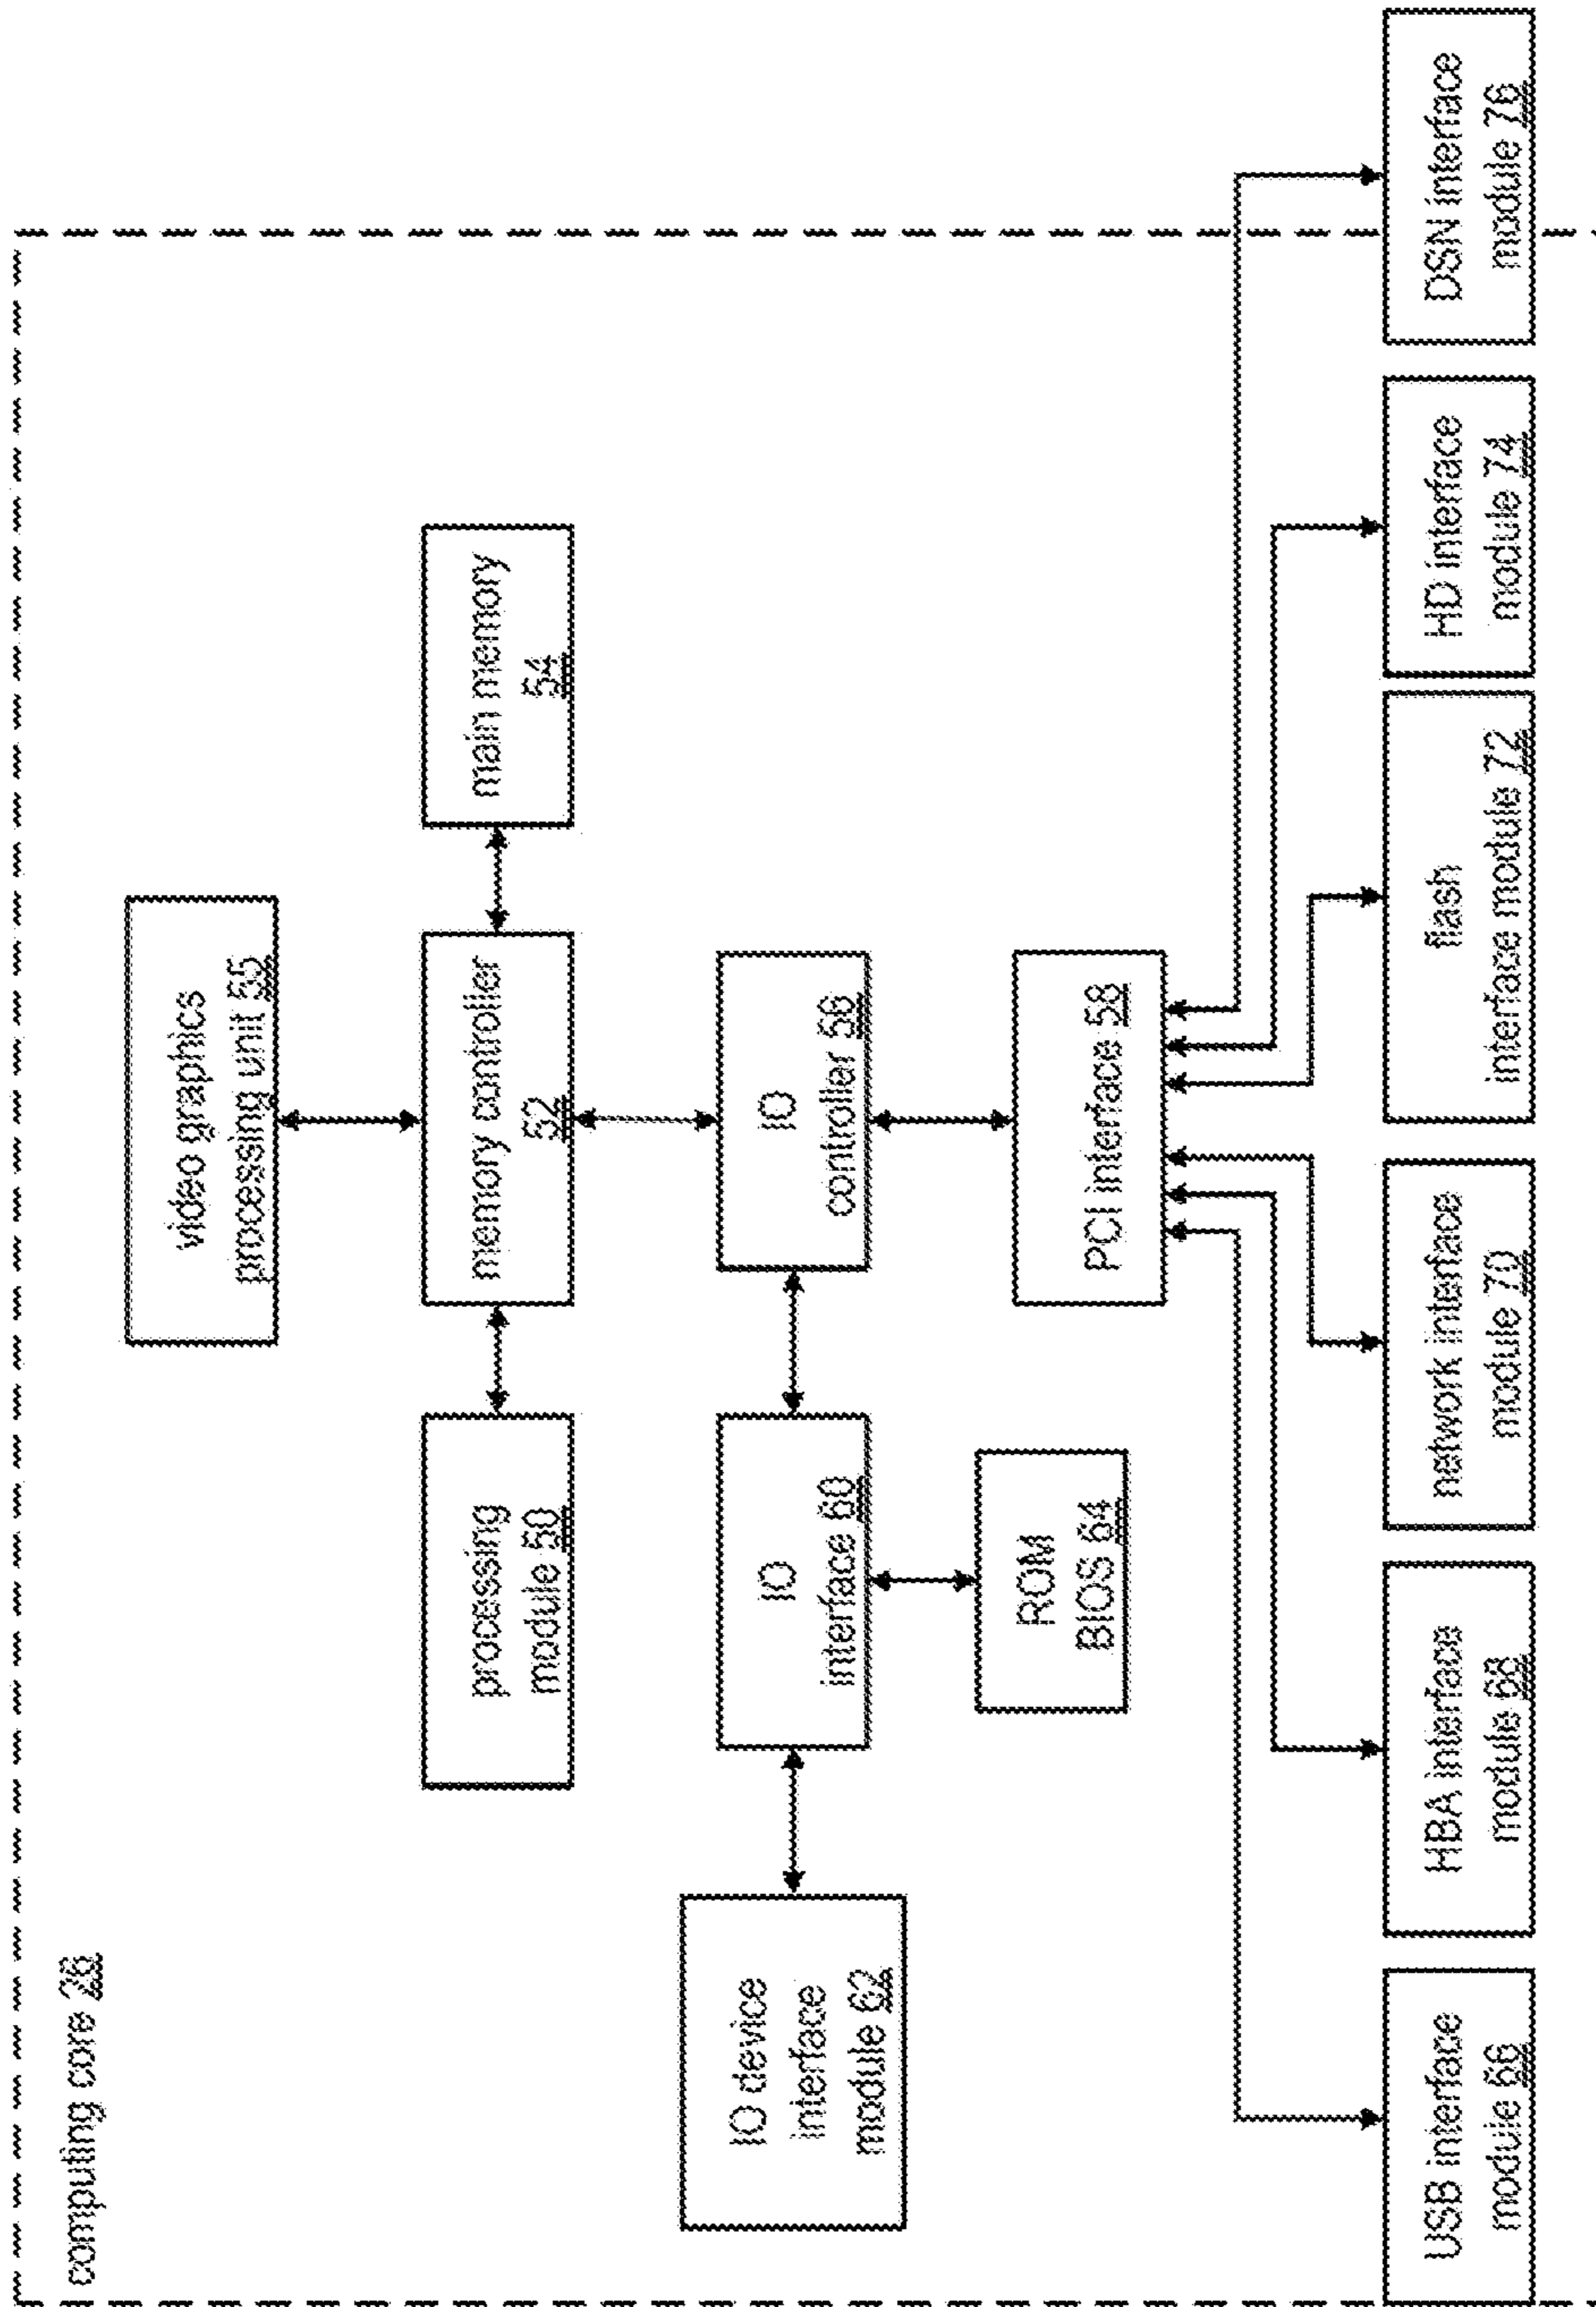 computing core 26
video graphics
processing unit 55
processing
module 50
memory controller
52
main memory
54
IO device
interface
module 62
IO
interface 60
IO
controller 56
ROM
BIOS 64
PCI interface 58
USB interface
module 66
HBA interface
module 68
network interface
module 70
flash
interface module 72
HD interface
module 74
DSN interface
module 76